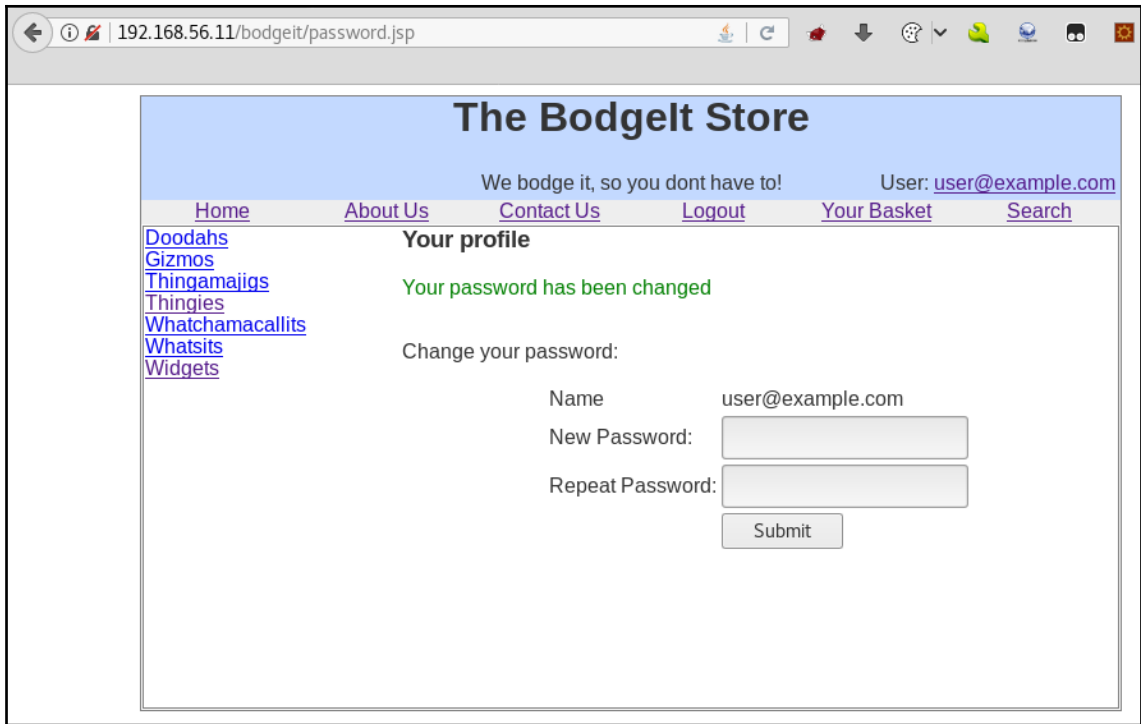 192.168.56.11/bodgeit/password.jsp
The BodgeIt Store
We bodge it, so you dont have to! User: user@example.com
Home About Us Contact Us Logout Your Basket Search
Doodahs
Gizmos
Thingamajigs
Thingies
Whatchamacallits
Whatsits
Widgets
Your profile
Your password has been changed
Change your password:
Name user@example.com
New Password:
Repeat Password:
Submit